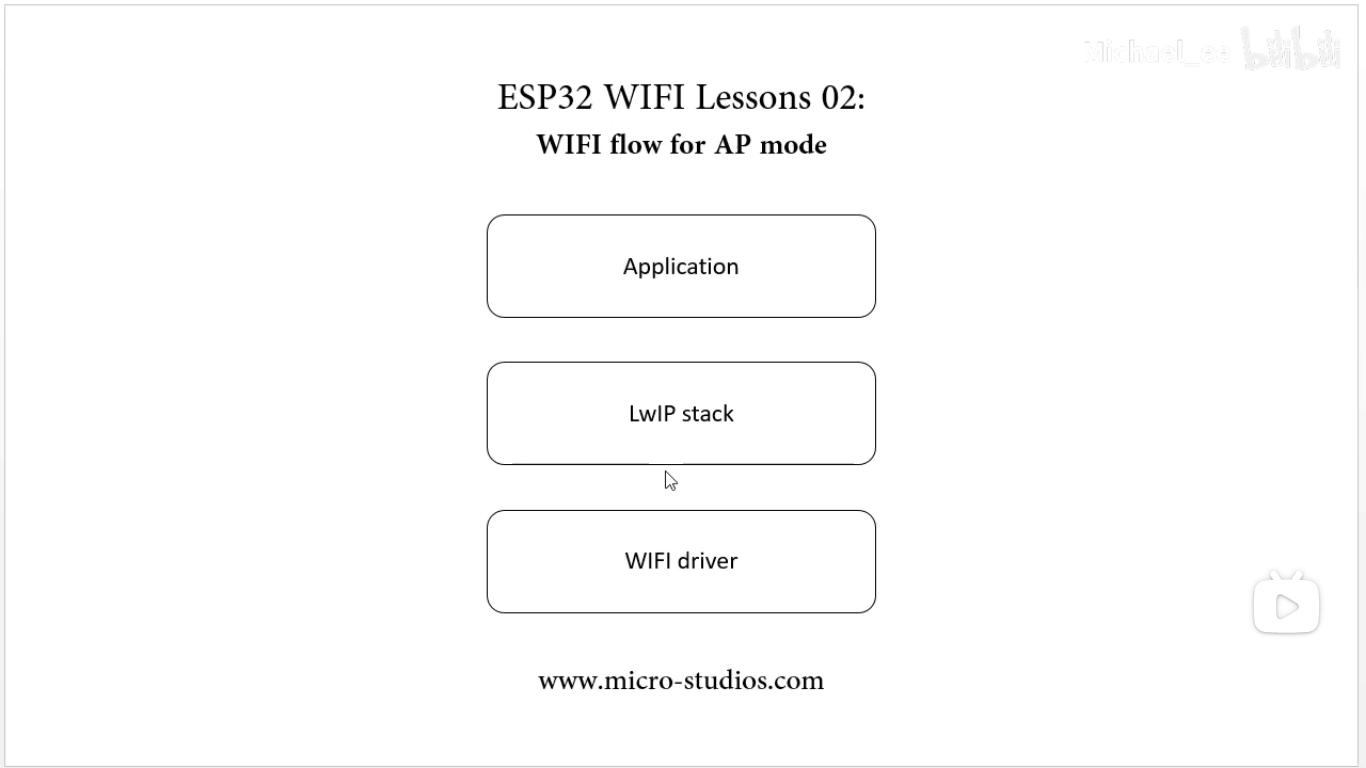 Michael_ee bilibili
ESP32 WIFI Lessons 02:
WIFI flow for AP mode
Application
LwIP stack
WIFI driver
www.micro-studios.com